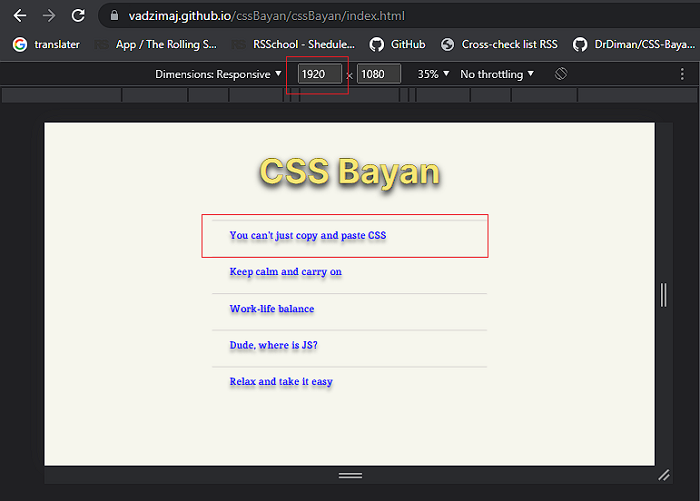 vadzimaj.github.io/cssBayan/cssBayan/index.html
translater RS App / The Rolling S... RS RSSchool - Shedule... GitHub Cross-check list RSS DrDiman/CSS-Baya...
Dimensions: Responsive 1920 × 1080 35% No throttling
CSS Bayan
You can't just copy and paste CSS
Keep calm and carry on
Work-life balance
Dude, where is JS?
Relax and take it easy